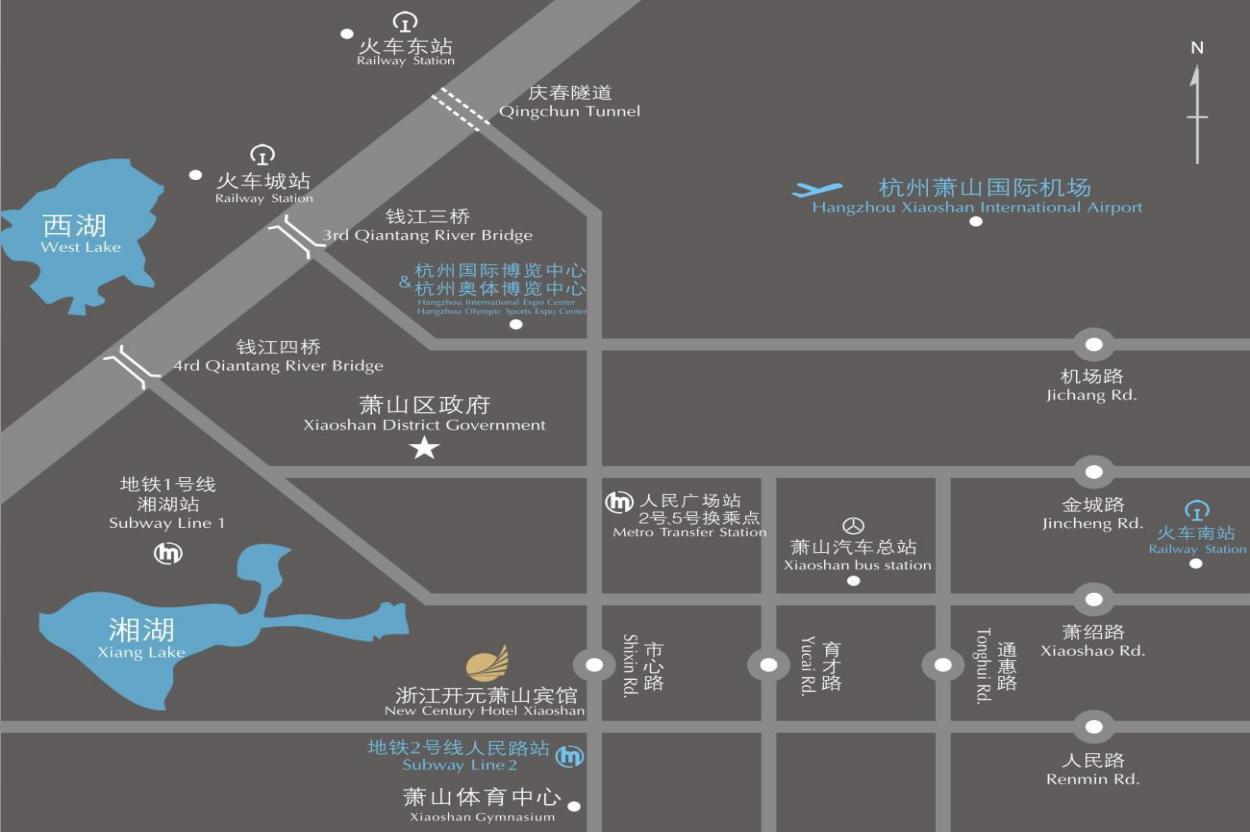 火车东站
Railway Station
N
庆春隧道
Qingchun Tunnel
火车城站
Railway Station
杭州萧山国际机场
Hangzhou Xiaoshan International Airport
西湖
West Lake
钱江三桥
3rd Qiantang River Bridge
杭州国际博览中心
&
杭州奥体博览中心
Hangzhou International Expo Center
Hangzhou Olympic Sports Expo Center
钱江四桥
4rd Qiantang River Bridge
机场路
Jichang Rd.
萧山区政府
Xiaoshan District Government
地铁1号线
湘湖站
Subway Line 1
人民广场站
2号、5号换乘点
Metro Transfer Station
萧山汽车总站
Xiaoshan bus station
金城路
Jincheng Rd.
火车南站
Railway Station
湘湖
Xiang Lake
萧绍路
Xiaoshao Rd.
市心路
Shixin Rd.
育才路
Yucai Rd.
通惠路
Tonghui Rd.
浙江开元萧山宾馆
New Century Hotel Xiaoshan
地铁2号线人民路站
Subway Line 2
人民路
Renmin Rd.
萧山体育中心
Xiaoshan Gymnasium